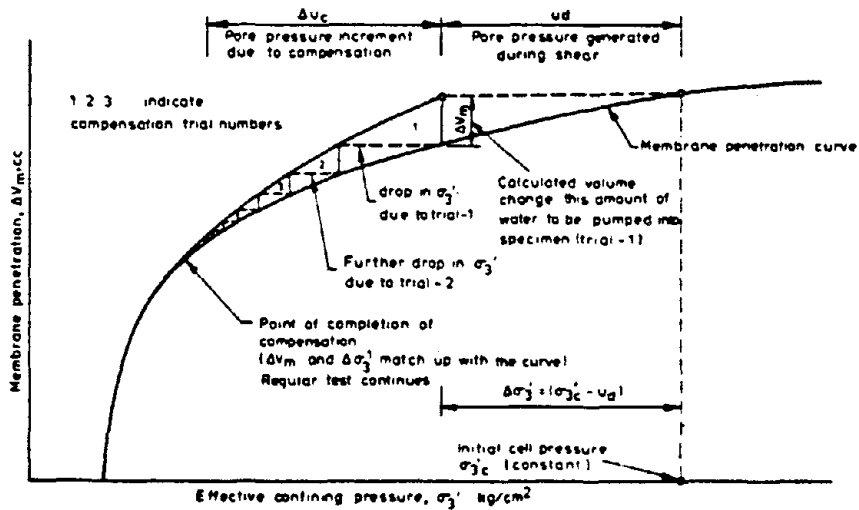 Δuc
ud
Pore pressure increment
due to compensation
Pore pressure generated
during shear
1 2 3 indicate
compensation trial numbers
1
2
3
ΔVm
Membrane penetration curve
drop in σ3'
due to trial-1
Calculated volume
change this amount of
water to be pumped into
specimen (trial-1)
Further drop in σ3'
due to trial-2
Point of completion of
compensation
(ΔVm and Δσ3' match up with the curve)
Regular test continues
Δσ3' = (σ3c' - ud)
Initial cell pressure
σ3c' (constant)
Membrane penetration, ΔVm,cc
Effective confining pressure, σ3' kg/cm2